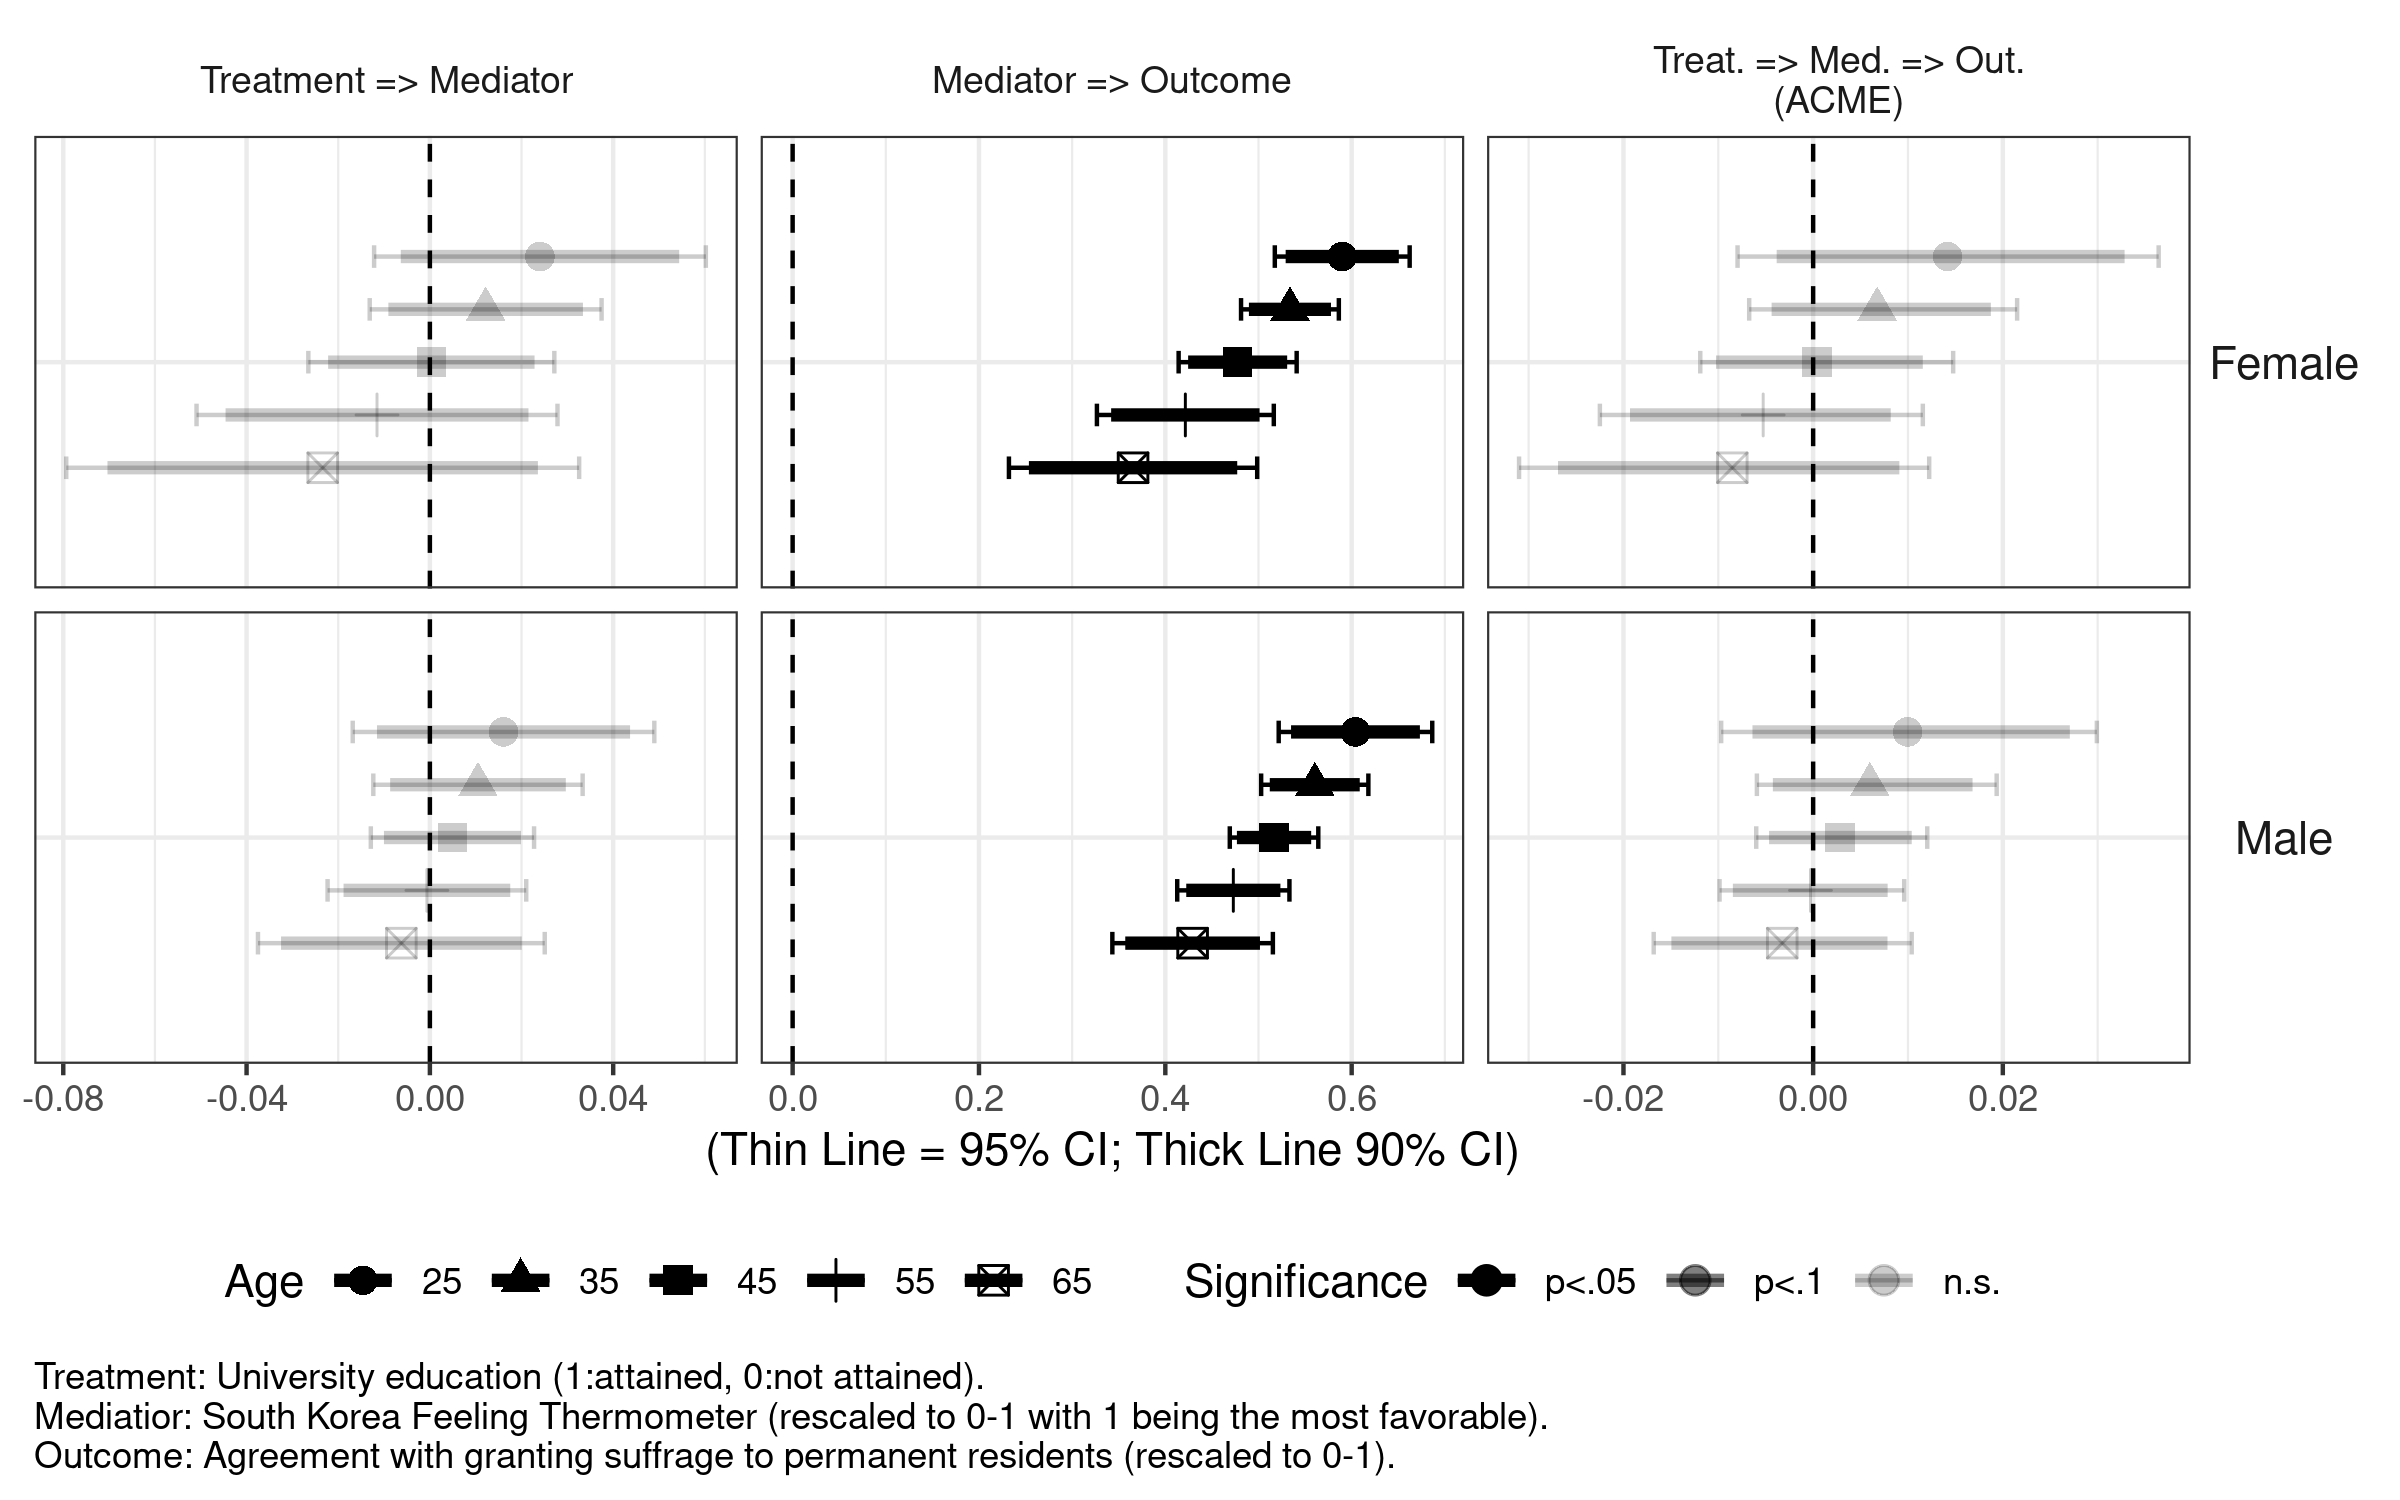 Treatment => Mediator
Mediator => Outcome
Treat. => Med. => Out.
(ACME)
Female
Male
-0.08 -0.04 0.00 0.04
0.0 0.2 0.4 0.6
-0.02 0.00 0.02
(Thin Line = 95% CI; Thick Line 90% CI)
Age 25 35 45 55 65
Significance p<.05 p<.1 n.s.
Treatment: University education (1:attained, 0:not attained).
Mediatior: South Korea Feeling Thermometer (rescaled to 0-1 with 1 being the most favorable).
Outcome: Agreement with granting suffrage to permanent residents (rescaled to 0-1).